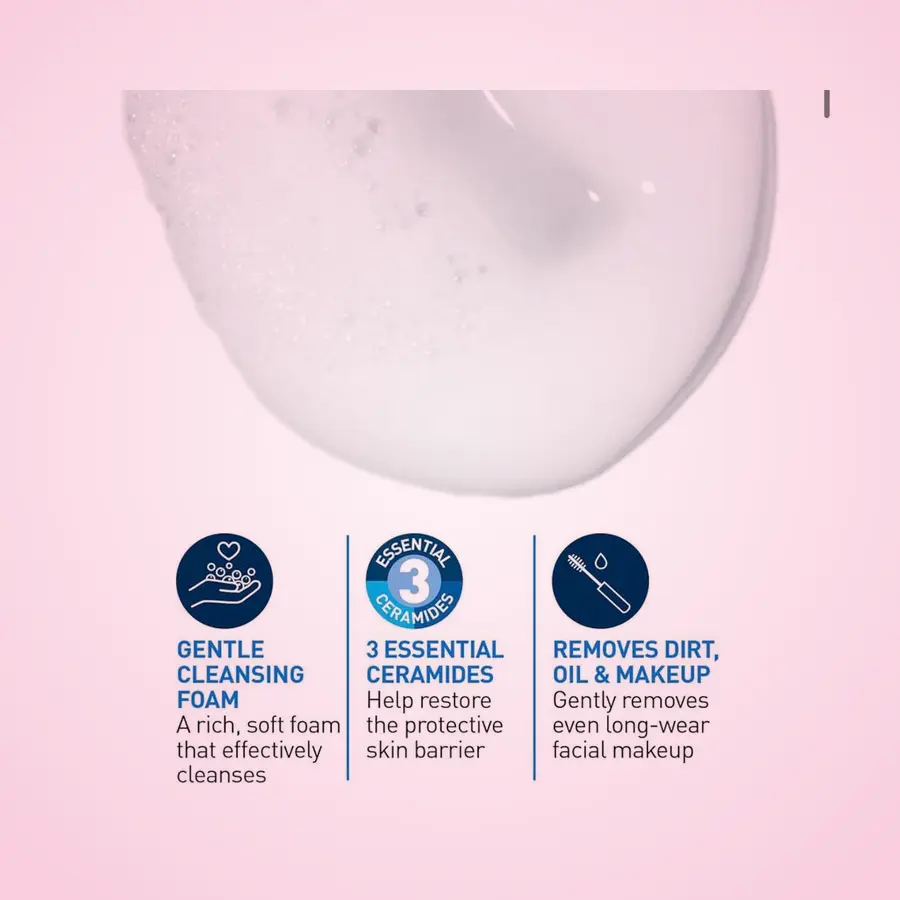 ESSENTIAL
3
CERAMIDES
GENTLE
CLEANSING
FOAM
A rich, soft foam
that effectively
cleanses
3 ESSENTIAL
CERAMIDES
Help restore
the protective
skin barrier
REMOVES DIRT,
OIL & MAKEUP
Gently removes
even long-wear
facial makeup